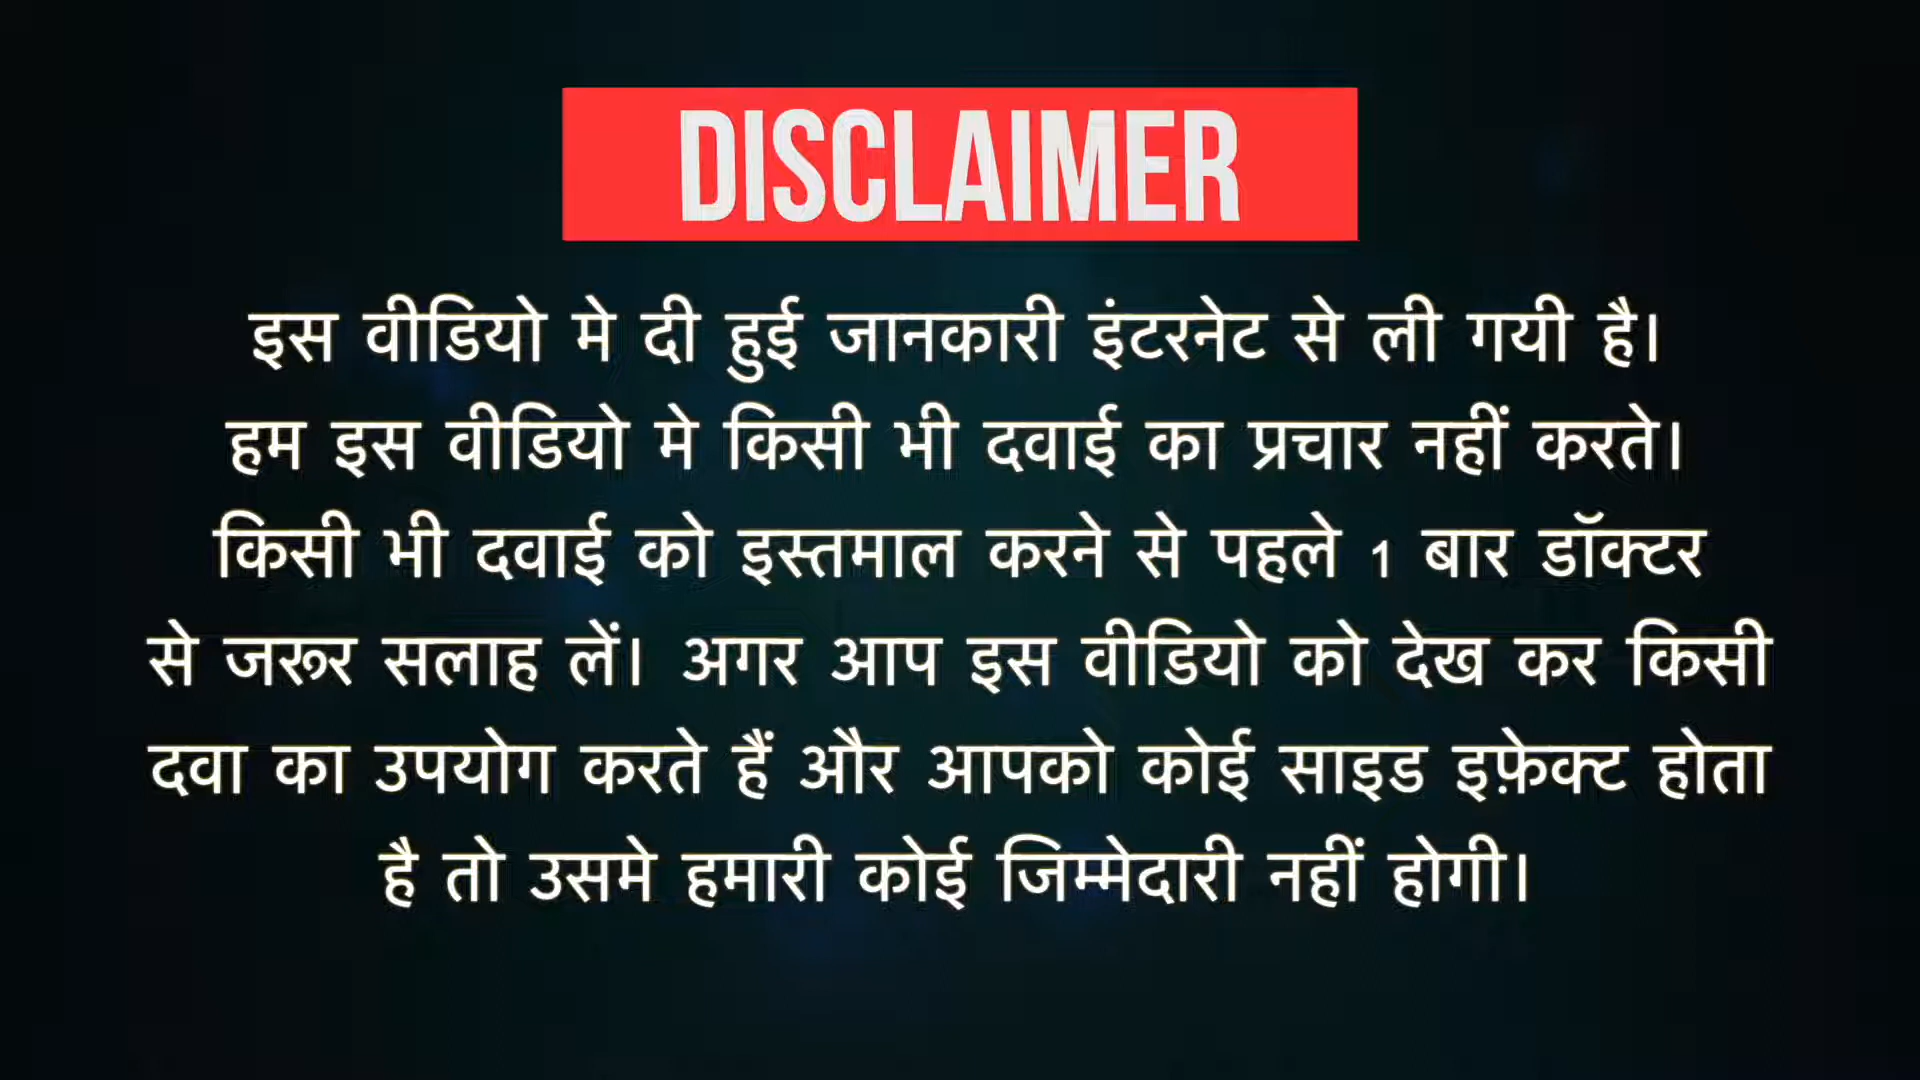 DISCLAIMER
इस वीडियो मे दी हुई जानकारी इंटरनेट से ली गयी है।
हम इस वीडियो मे किसी भी दवाई का प्रचार नहीं करते।
किसी भी दवाई को इस्तमाल करने से पहले 1 बार डॉक्टर
से जरूर सलाह लें। अगर आप इस वीडियो को देख कर किसी
दवा का उपयोग करते हैं और आपको कोई साइड इफ़ेक्ट होता
है तो उसमे हमारी कोई जिम्मेदारी नहीं होगी।